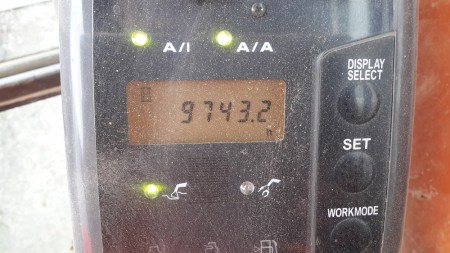 A/I A/A
DISPLAY
SELECT
9743.2
h
SET
WORKMODE